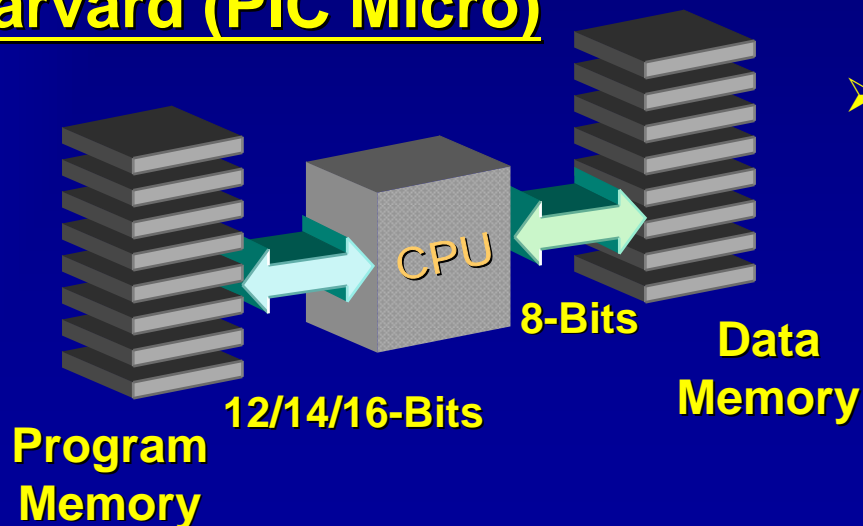 arvard (PIC Micro)
CPU
8-Bits
Data
Memory
12/14/16-Bits
Program
Memory